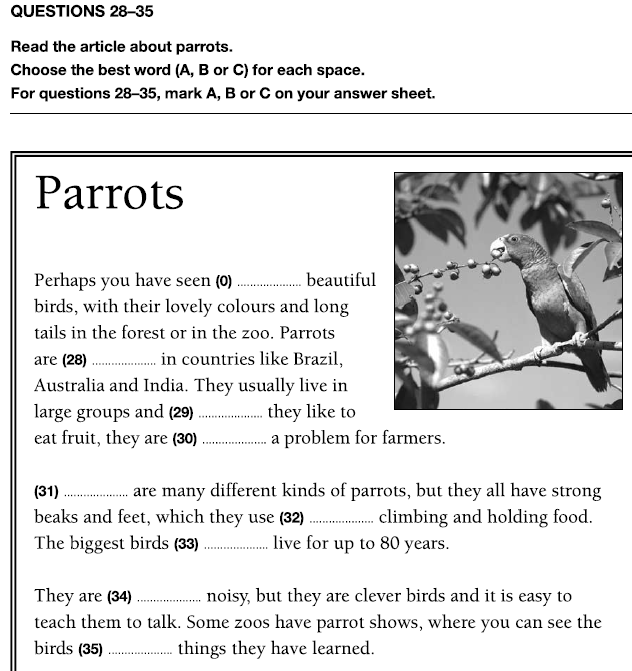 QUESTIONS 28–35
Read the article about parrots.
Choose the best word (A, B or C) for each space.
For questions 28–35, mark A, B or C on your answer sheet.
Parrots
Perhaps you have seen (0) .................... beautiful
birds, with their lovely colours and long
tails in the forest or in the zoo. Parrots
are (28) .................... in countries like Brazil,
Australia and India. They usually live in
large groups and (29) .................... they like to
eat fruit, they are (30) .................... a problem for farmers.
(31) .................... are many different kinds of parrots, but they all have strong
beaks and feet, which they use (32) .................... climbing and holding food.
The biggest birds (33) .................... live for up to 80 years.
They are (34) .................... noisy, but they are clever birds and it is easy to
teach them to talk. Some zoos have parrot shows, where you can see the
birds (35) .................... things they have learned.